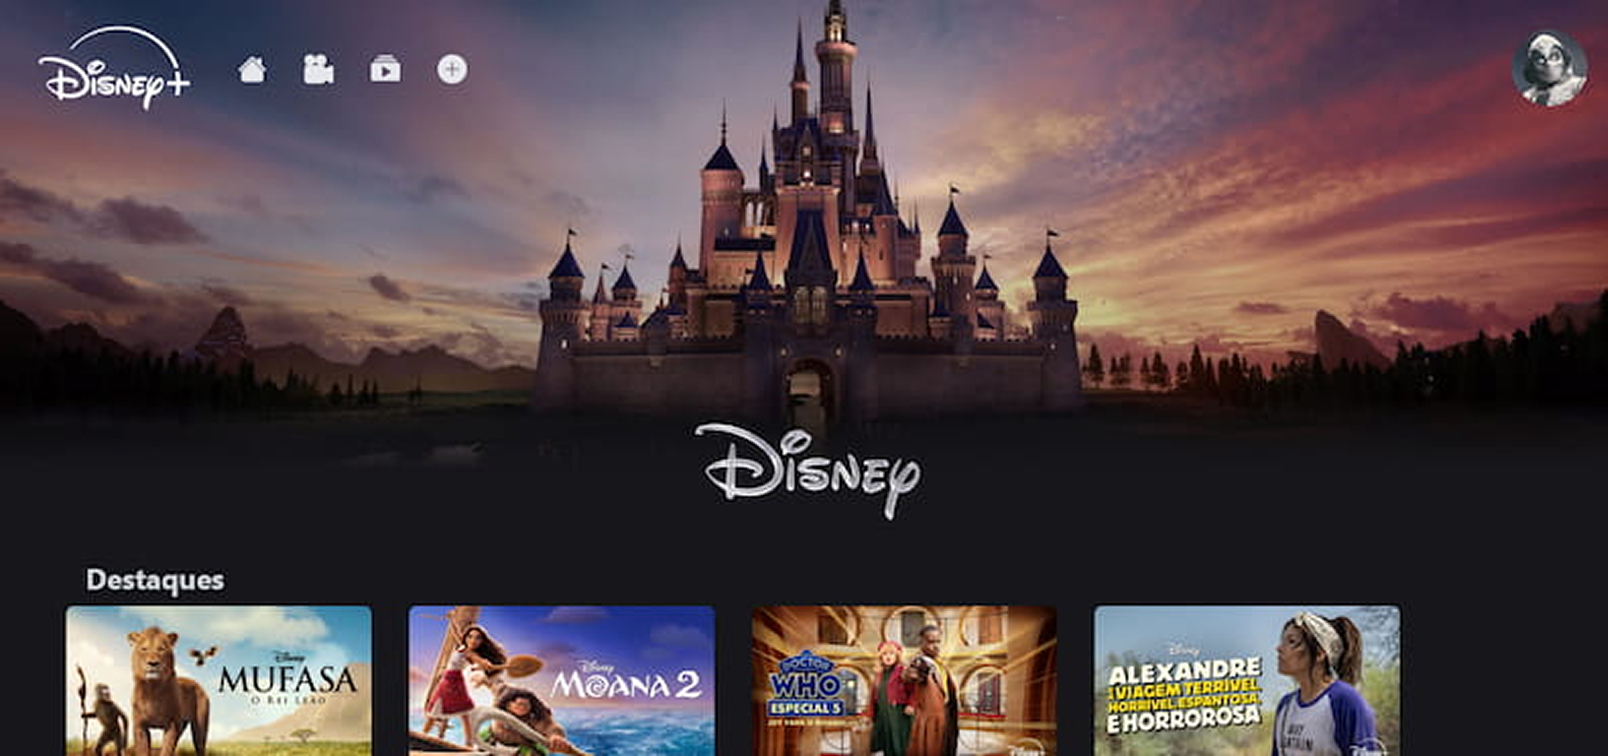 Disney+
Disney
Destaques
Disney
MUFASA
O REI LEÃO
Disney
MOANA 2
DOCTOR
WHO
ESPECIAL 5
Disney
ALEXANDRE
VIAGEM TERRÍVEL
HORRÍVEL ESPANTOSA
E HORROROSA
Disney+